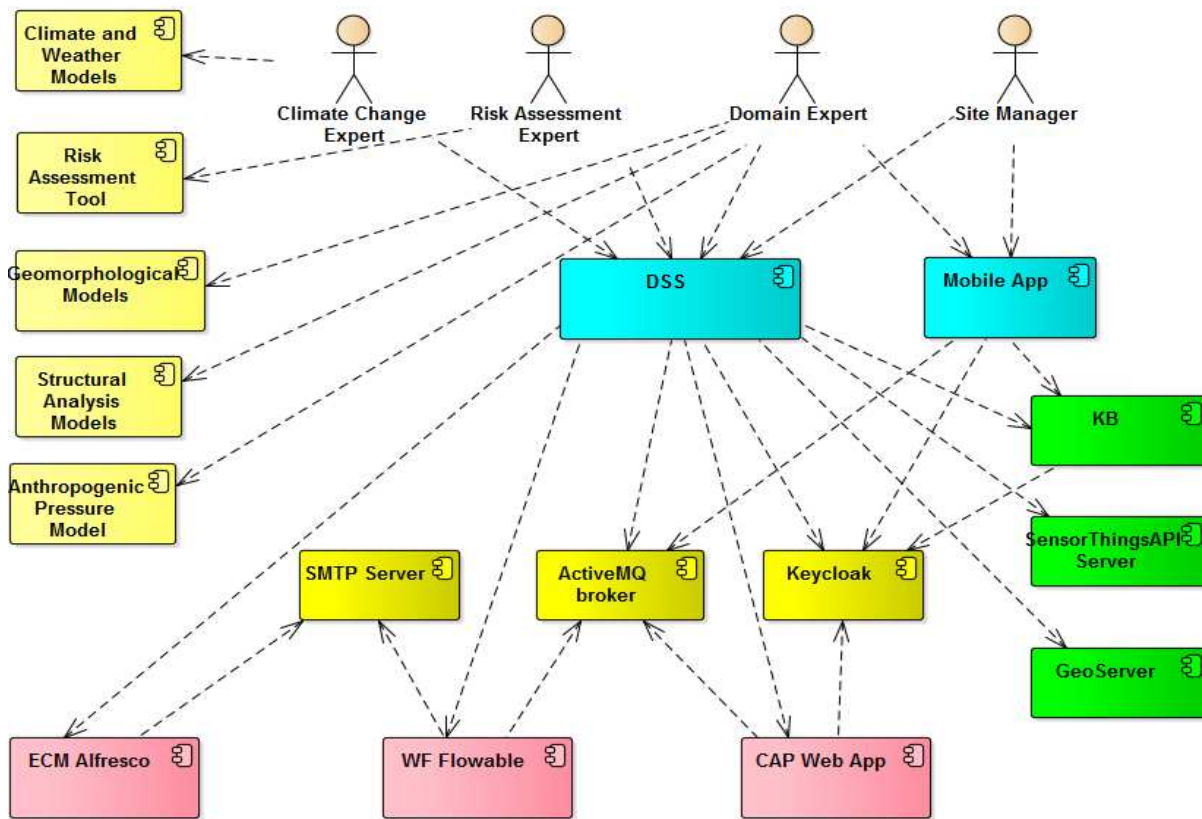 Climate and
Weather
Models
Climate Change
Expert
Risk Assessment
Expert
Domain Expert
Site Manager
Risk
Assessment
Tool
Geomorphological
Models
DSS
Mobile App
Structural
Analysis
Models
KB
Anthropogenic
Pressure
Model
SMTP Server
ActiveMQ
broker
Keycloak
SensorThingsAPI
Server
GeoServer
ECM Alfresco
WF Flowable
CAP Web App